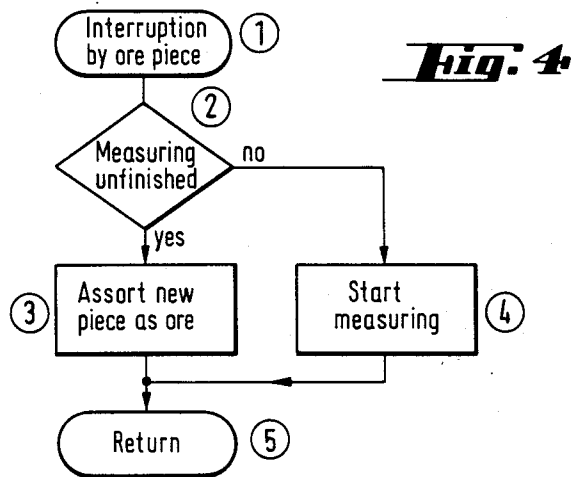 Interruption
by ore piece
1
Fig. 4
2
Measuring
unfinished
no
yes
3
Assort new
piece as ore
Start
measuring
4
Return
5